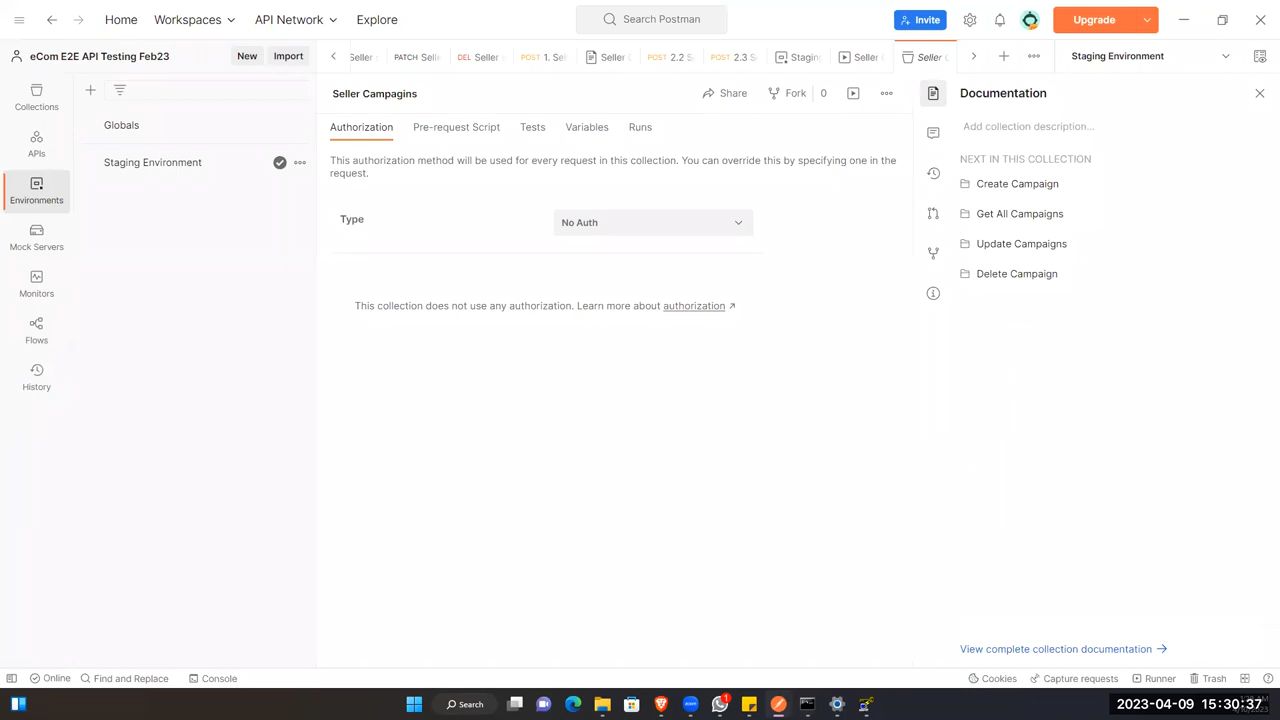 Home
Workspaces
API Network
Explore
Search Postman
Invite
Upgrade
eCom E2E API Testing Feb23
New
Import
Seller
PATCH Sell
DEL Seller
POST 1. Sel
Seller
POST 2.2 S
POST 2.3 S
Staging
Seller
Seller
Staging Environment
Collections
APIs
Environments
Mock Servers
Monitors
Flows
History
Globals
Staging Environment
Seller Campagins
Share
Fork
0
Authorization
Pre-request Script
Tests
Variables
Runs
This authorization method will be used for every request in this collection. You can override this by specifying one in the
request.
Type
No Auth
This collection does not use any authorization. Learn more about authorization ↗
Documentation
Add collection description...
NEXT IN THIS COLLECTION
Create Campaign
Get All Campaigns
Update Campaigns
Delete Campaign
View complete collection documentation →
Online
Find and Replace
Console
Cookies
Capture requests
Runner
Trash
Search
zoom
1
2023-04-09 15:30:37